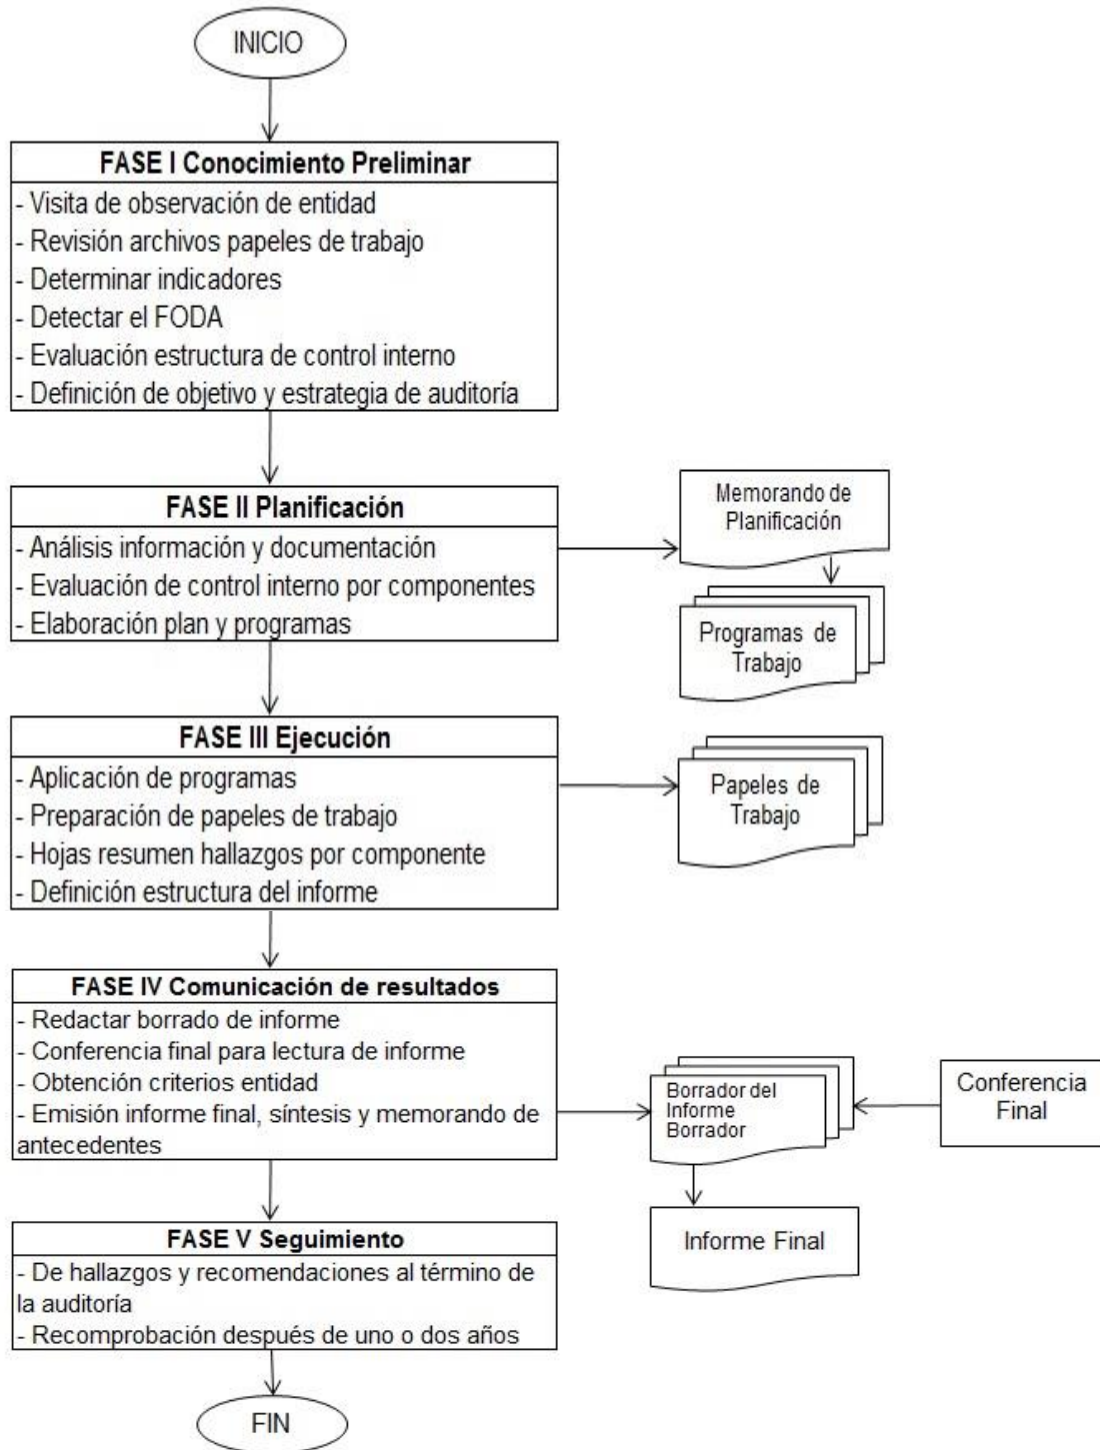 INICIO
FASE I Conocimiento Preliminar
- Visita de observación de entidad
- Revisión archivos papeles de trabajo
- Determinar indicadores
- Detectar el FODA
- Evaluación estructura de control interno
- Definición de objetivo y estrategia de auditoría
FASE II Planificación
- Análisis información y documentación
- Evaluación de control interno por componentes
- Elaboración plan y programas
Memorando de
Planificación
Programas de
Trabajo
FASE III Ejecución
- Aplicación de programas
- Preparación de papeles de trabajo
- Hojas resumen hallazgos por componente
- Definición estructura del informe
Papeles de
Trabajo
FASE IV Comunicación de resultados
- Redactar borrado de informe
- Conferencia final para lectura de informe
- Obtención criterios entidad
- Emisión informe final, síntesis y memorando de
antecedentes
Borrador del
Informe
Borrador
Conferencia
Final
Informe Final
FASE V Seguimiento
- De hallazgos y recomendaciones al término de
la auditoría
- Recomprobación después de uno o dos años
FIN